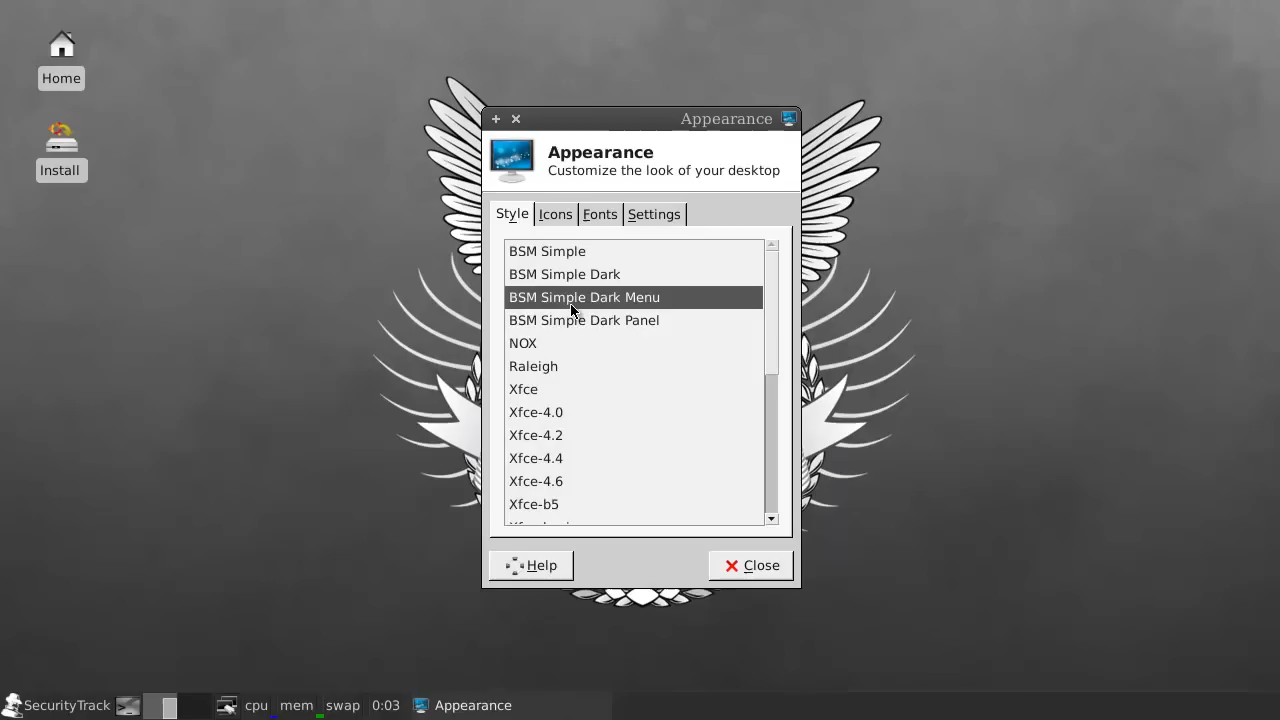 Home
Install
Appearance
Appearance
Customize the look of your desktop
Style Icons Fonts Settings
BSM Simple
BSM Simple Dark
BSM Simple Dark Menu
BSM Simple Dark Panel
NOX
Raleigh
Xfce
Xfce-4.0
Xfce-4.2
Xfce-4.4
Xfce-4.6
Xfce-b5
Help Close
SecurityTrack cpu mem swap 0:03 Appearance